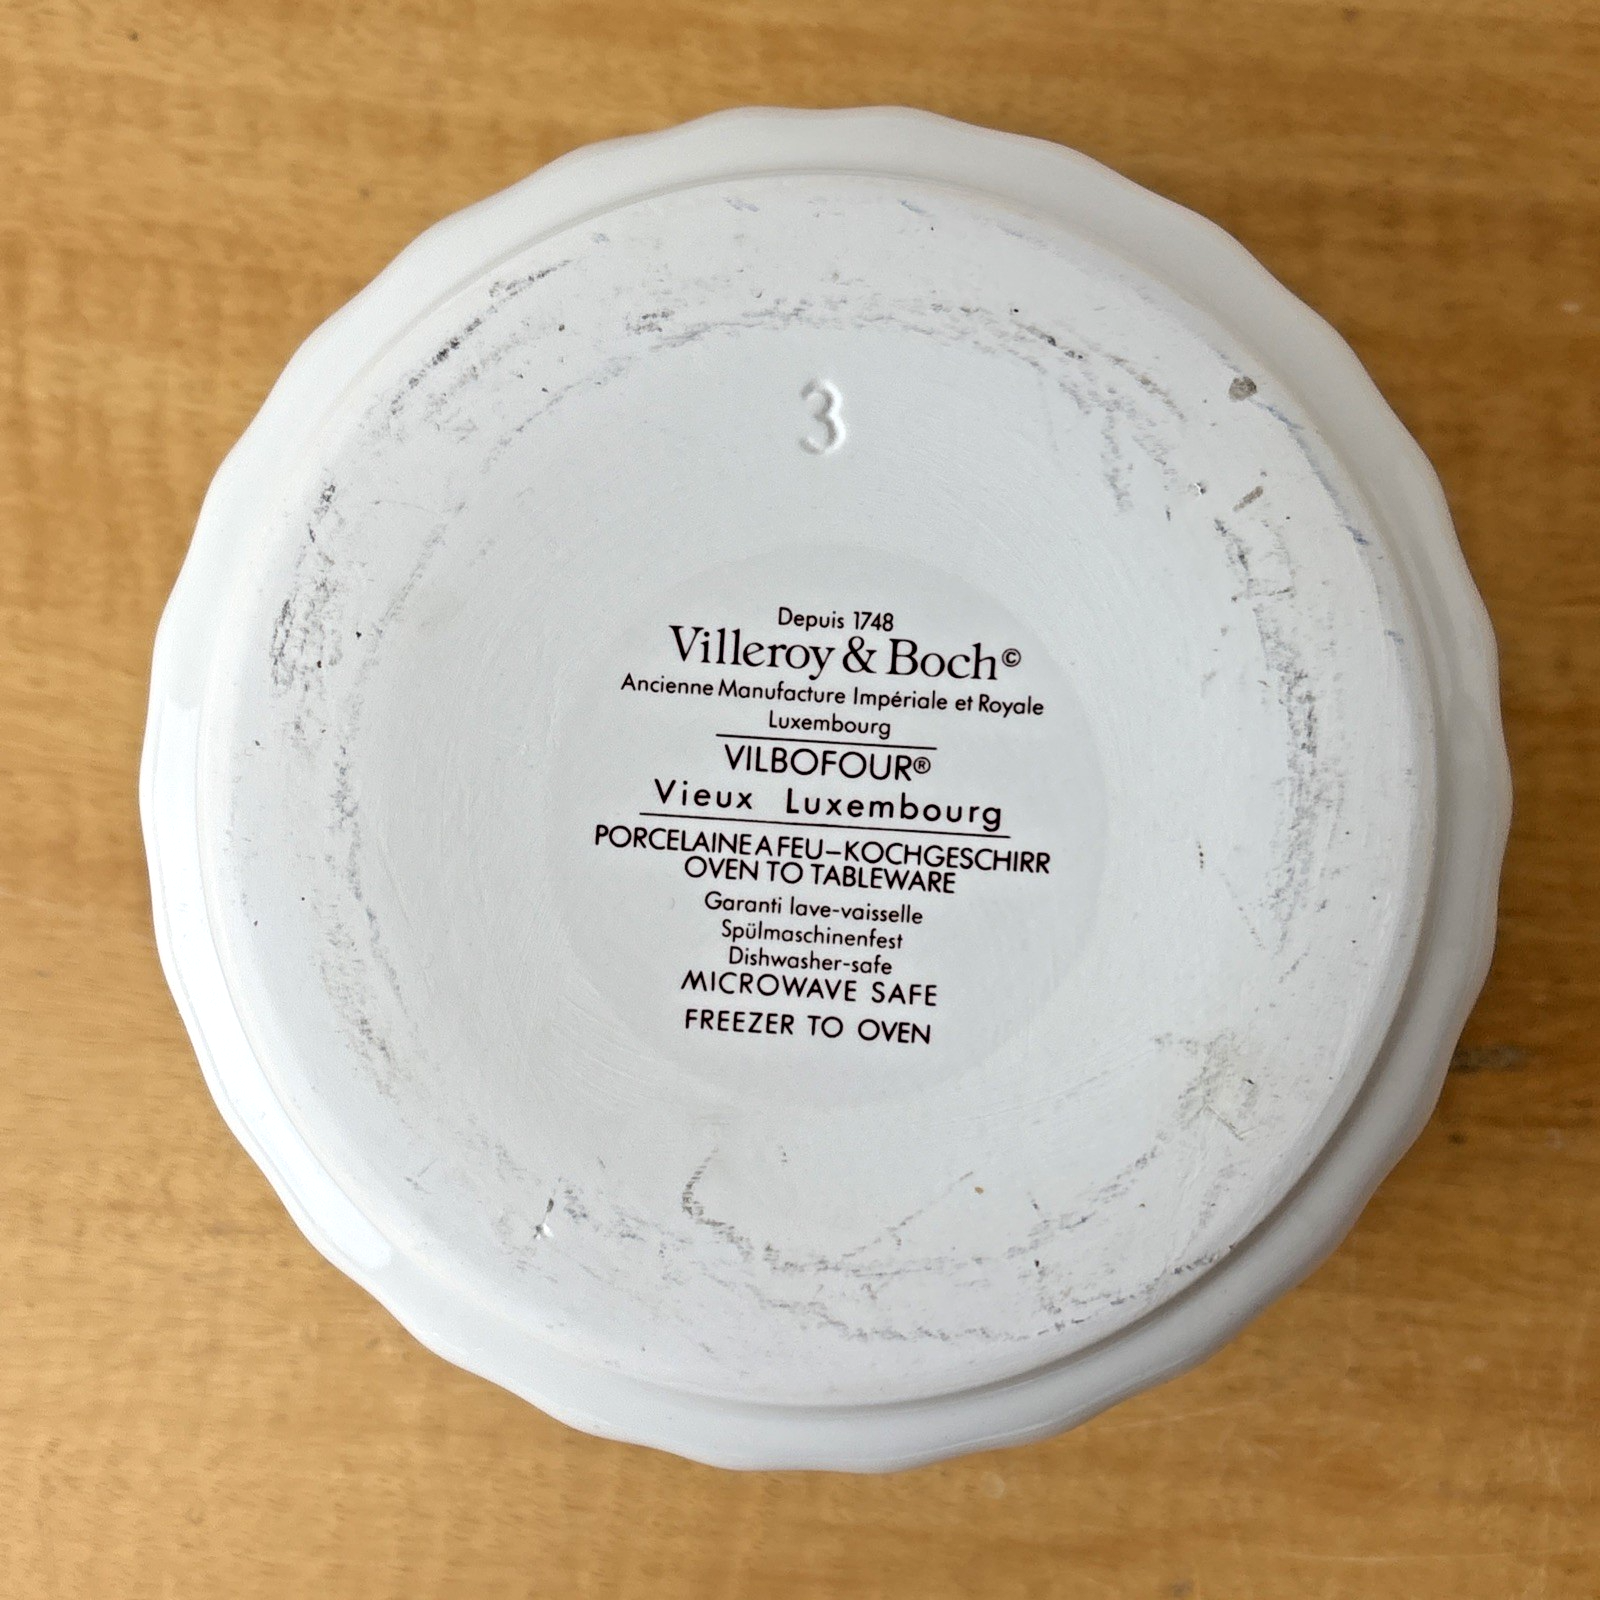 3
Depuis 1748
Villeroy & Boch©
Ancienne Manufacture Impériale et Royale
Luxembourg
VILBOFOUR®
Vieux Luxembourg
PORCELAINE A FEU–KOCHGESCHIRR
OVEN TO TABLEWARE
Garanti lave-vaisselle
Spülmaschinenfest
Dishwasher-safe
MICROWAVE SAFE
FREEZER TO OVEN